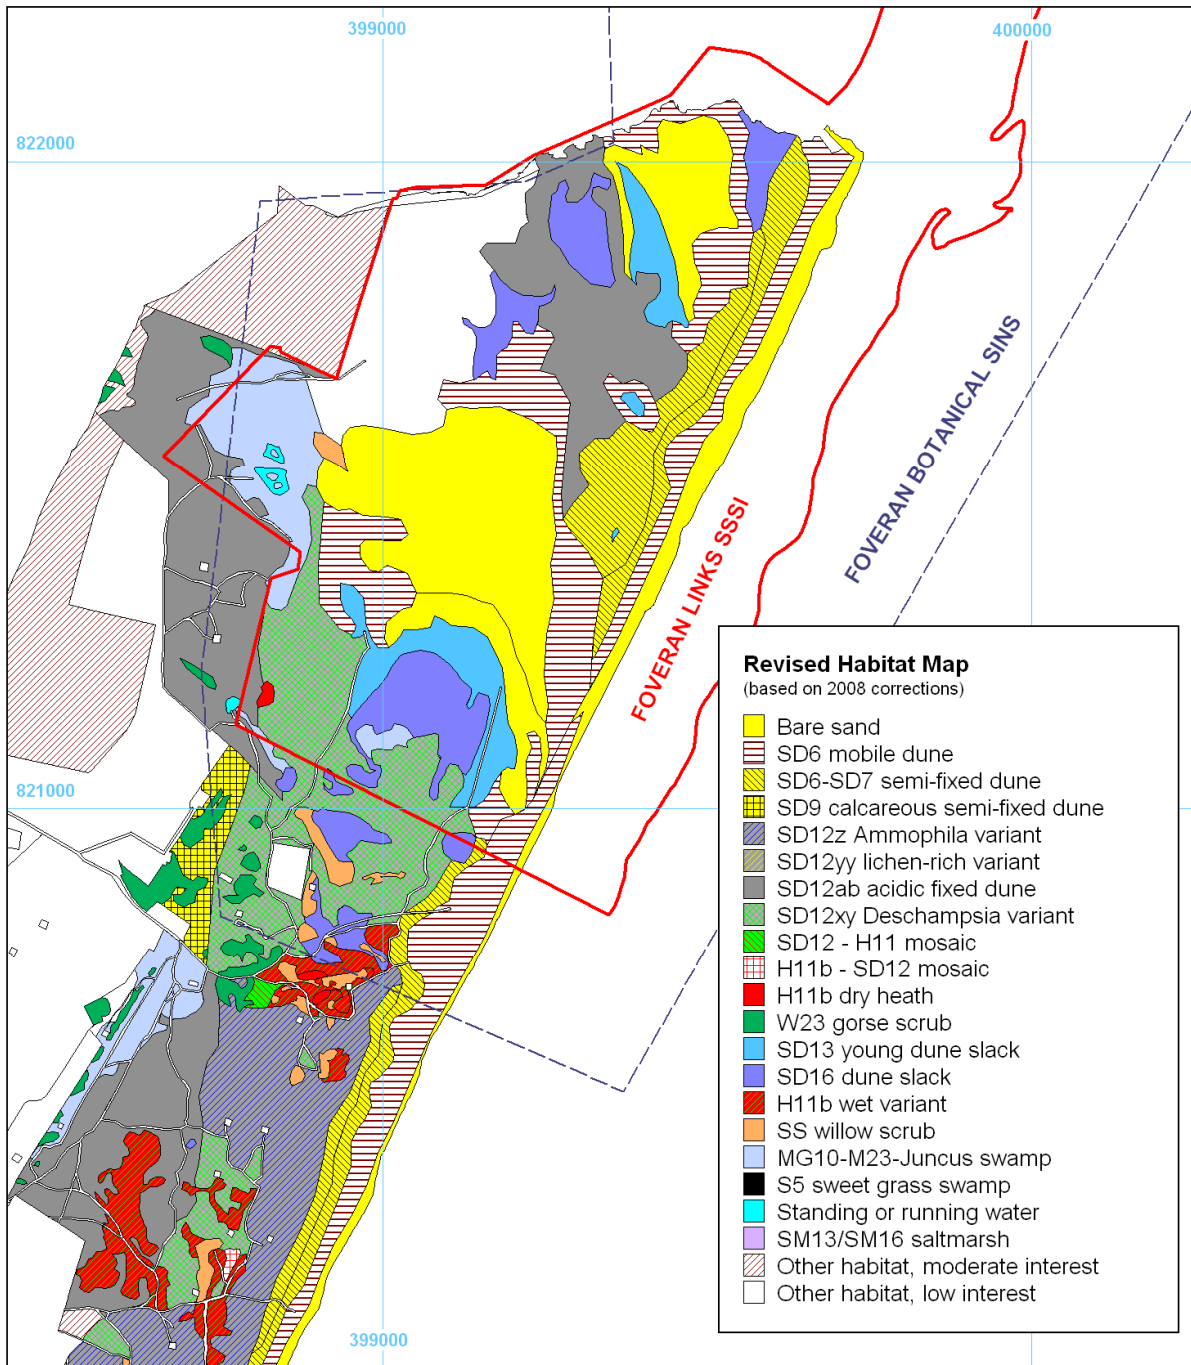 399000
400000
822000
FOVERAN BOTANICAL SINS
FOVERAN LINKS SSSI
821000
399000
Revised Habitat Map
(based on 2008 corrections)
Bare sand
SD6 mobile dune
SD6-SD7 semi-fixed dune
SD9 calcareous semi-fixed dune
SD12z Ammophila variant
SD12yy lichen-rich variant
SD12ab acidic fixed dune
SD12xy Deschampsia variant
SD12 - H11 mosaic
H11b - SD12 mosaic
H11b dry heath
W23 gorse scrub
SD13 young dune slack
SD16 dune slack
H11b wet variant
SS willow scrub
MG10-M23-Juncus swamp
S5 sweet grass swamp
Standing or running water
SM13/SM16 saltmarsh
Other habitat, moderate interest
Other habitat, low interest